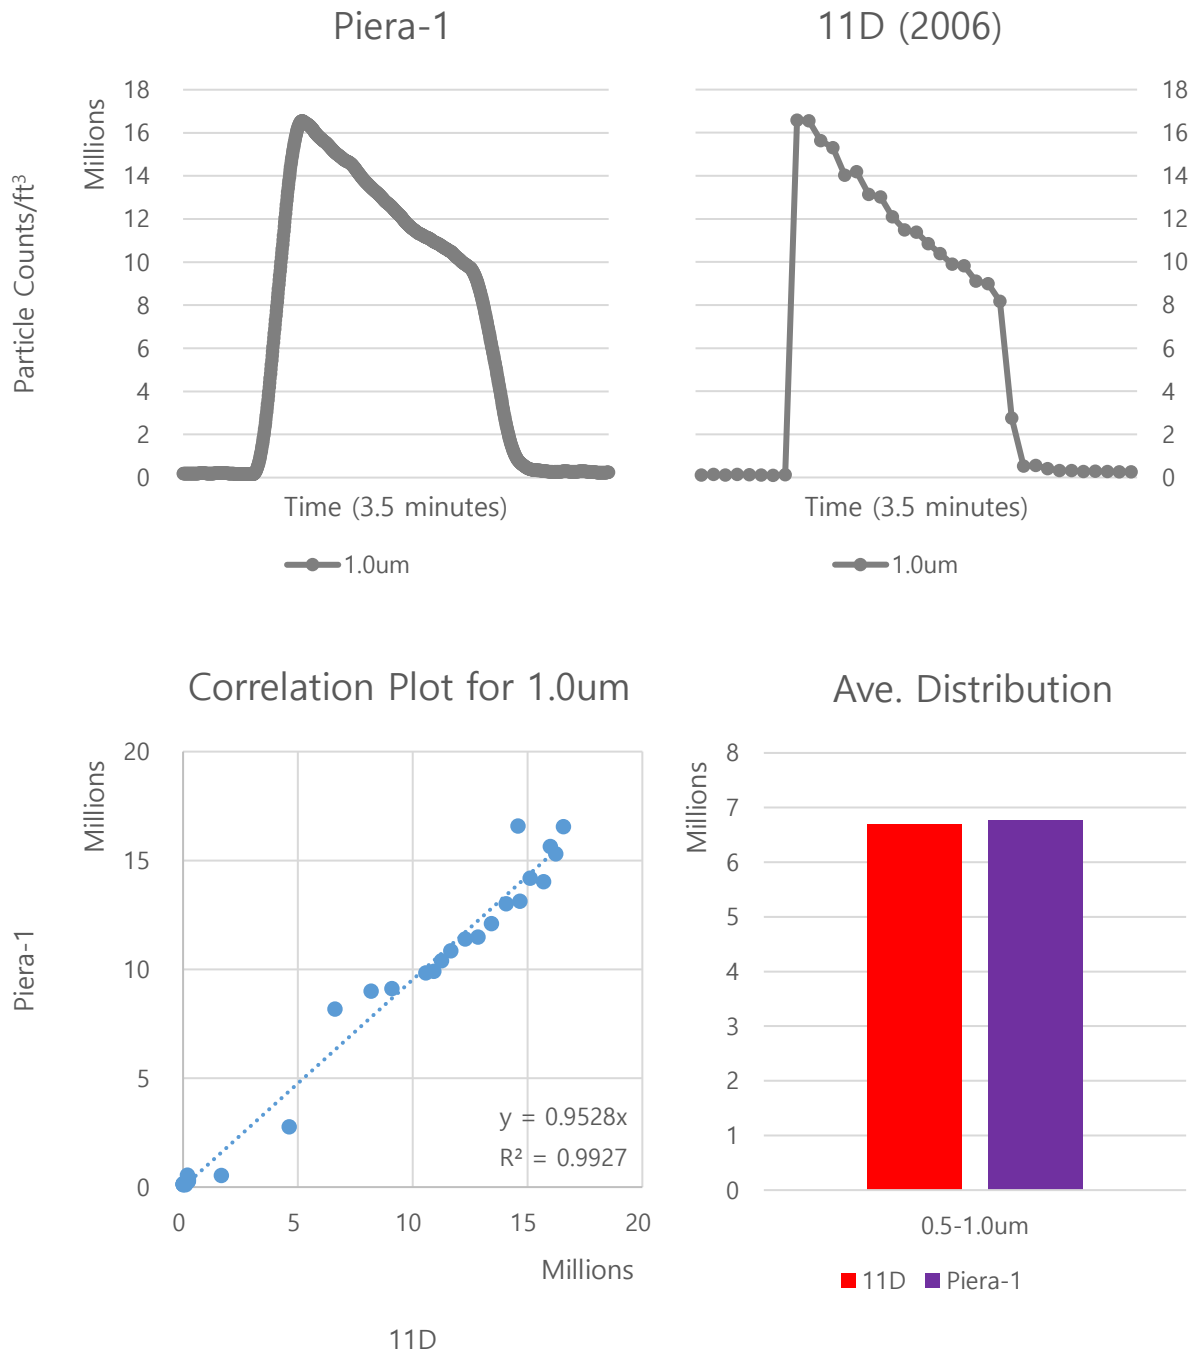 Piera-1
11D (2006)
Particle Counts/ft³
Millions
18
16
14
12
10
8
6
4
2
0
Time (3.5 minutes)
1.0um
18
16
14
12
10
8
6
4
2
0
Time (3.5 minutes)
1.0um
Correlation Plot for 1.0um
Piera-1
Millions
20
15
10
5
0
y = 0.9528x
R² = 0.9927
0 5 10 15 20
Millions
11D
Ave. Distribution
Millions
8
7
6
5
4
3
2
1
0
0.5-1.0um
11D Piera-1